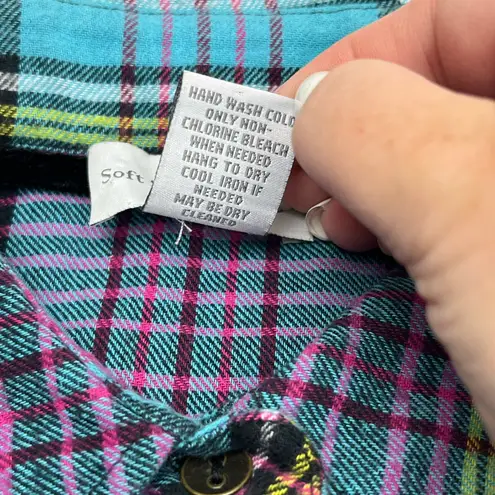 HAND WASH COLD
ONLY NON-
CHLORINE BLEACH
WHEN NEEDED
HANG TO DRY
COOL IRON IF
NEEDED
MAY BE DRY
CLEANED
Soft